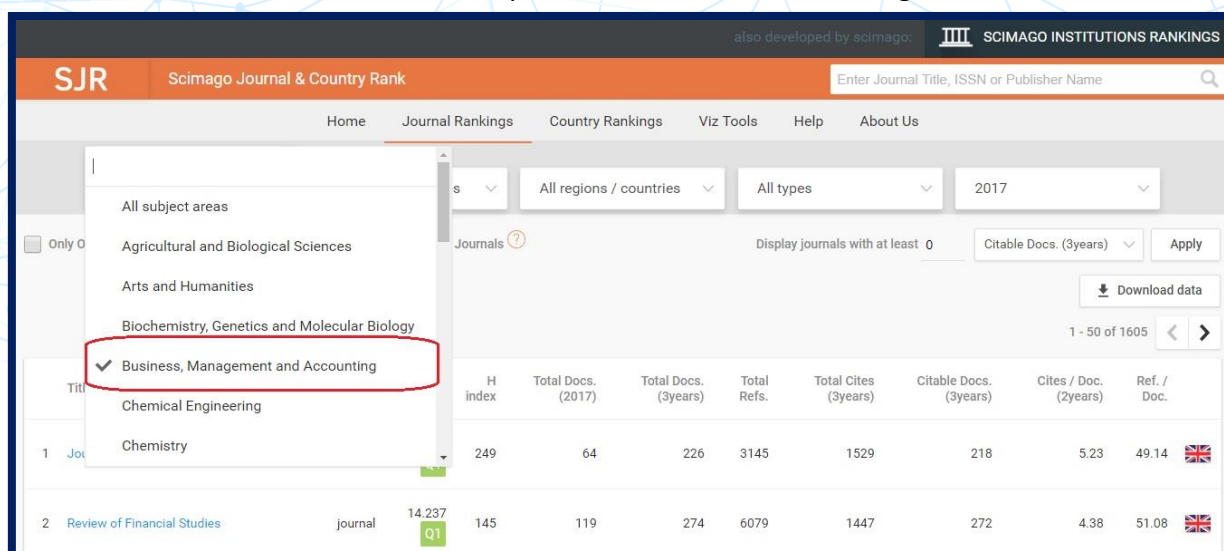 also developed by scimago: SCIMAGO INSTITUTIONS RANKINGS
SJR Scimago Journal & Country Rank Enter Journal Title, ISSN or Publisher Name
Home Journal Rankings Country Rankings Viz Tools Help About Us
s All regions / countries All types 2017
All subject areas
Only O Journals ? Display journals with at least 0 Citable Docs. (3years) Apply
Agricultural and Biological Sciences
Arts and Humanities
Download data
Biochemistry, Genetics and Molecular Biology
1 - 50 of 1605
Business, Management and Accounting
Tit H index Total Docs. (2017) Total Docs. (3years) Total Refs. Total Cites (3years) Citable Docs. (3years) Cites / Doc. (2years) Ref. / Doc.
Chemical Engineering
Chemistry
1 Jou 249 64 226 3145 1529 218 5.23 49.14
2 Review of Financial Studies journal 14.237 Q1 145 119 274 6079 1447 272 4.38 51.08